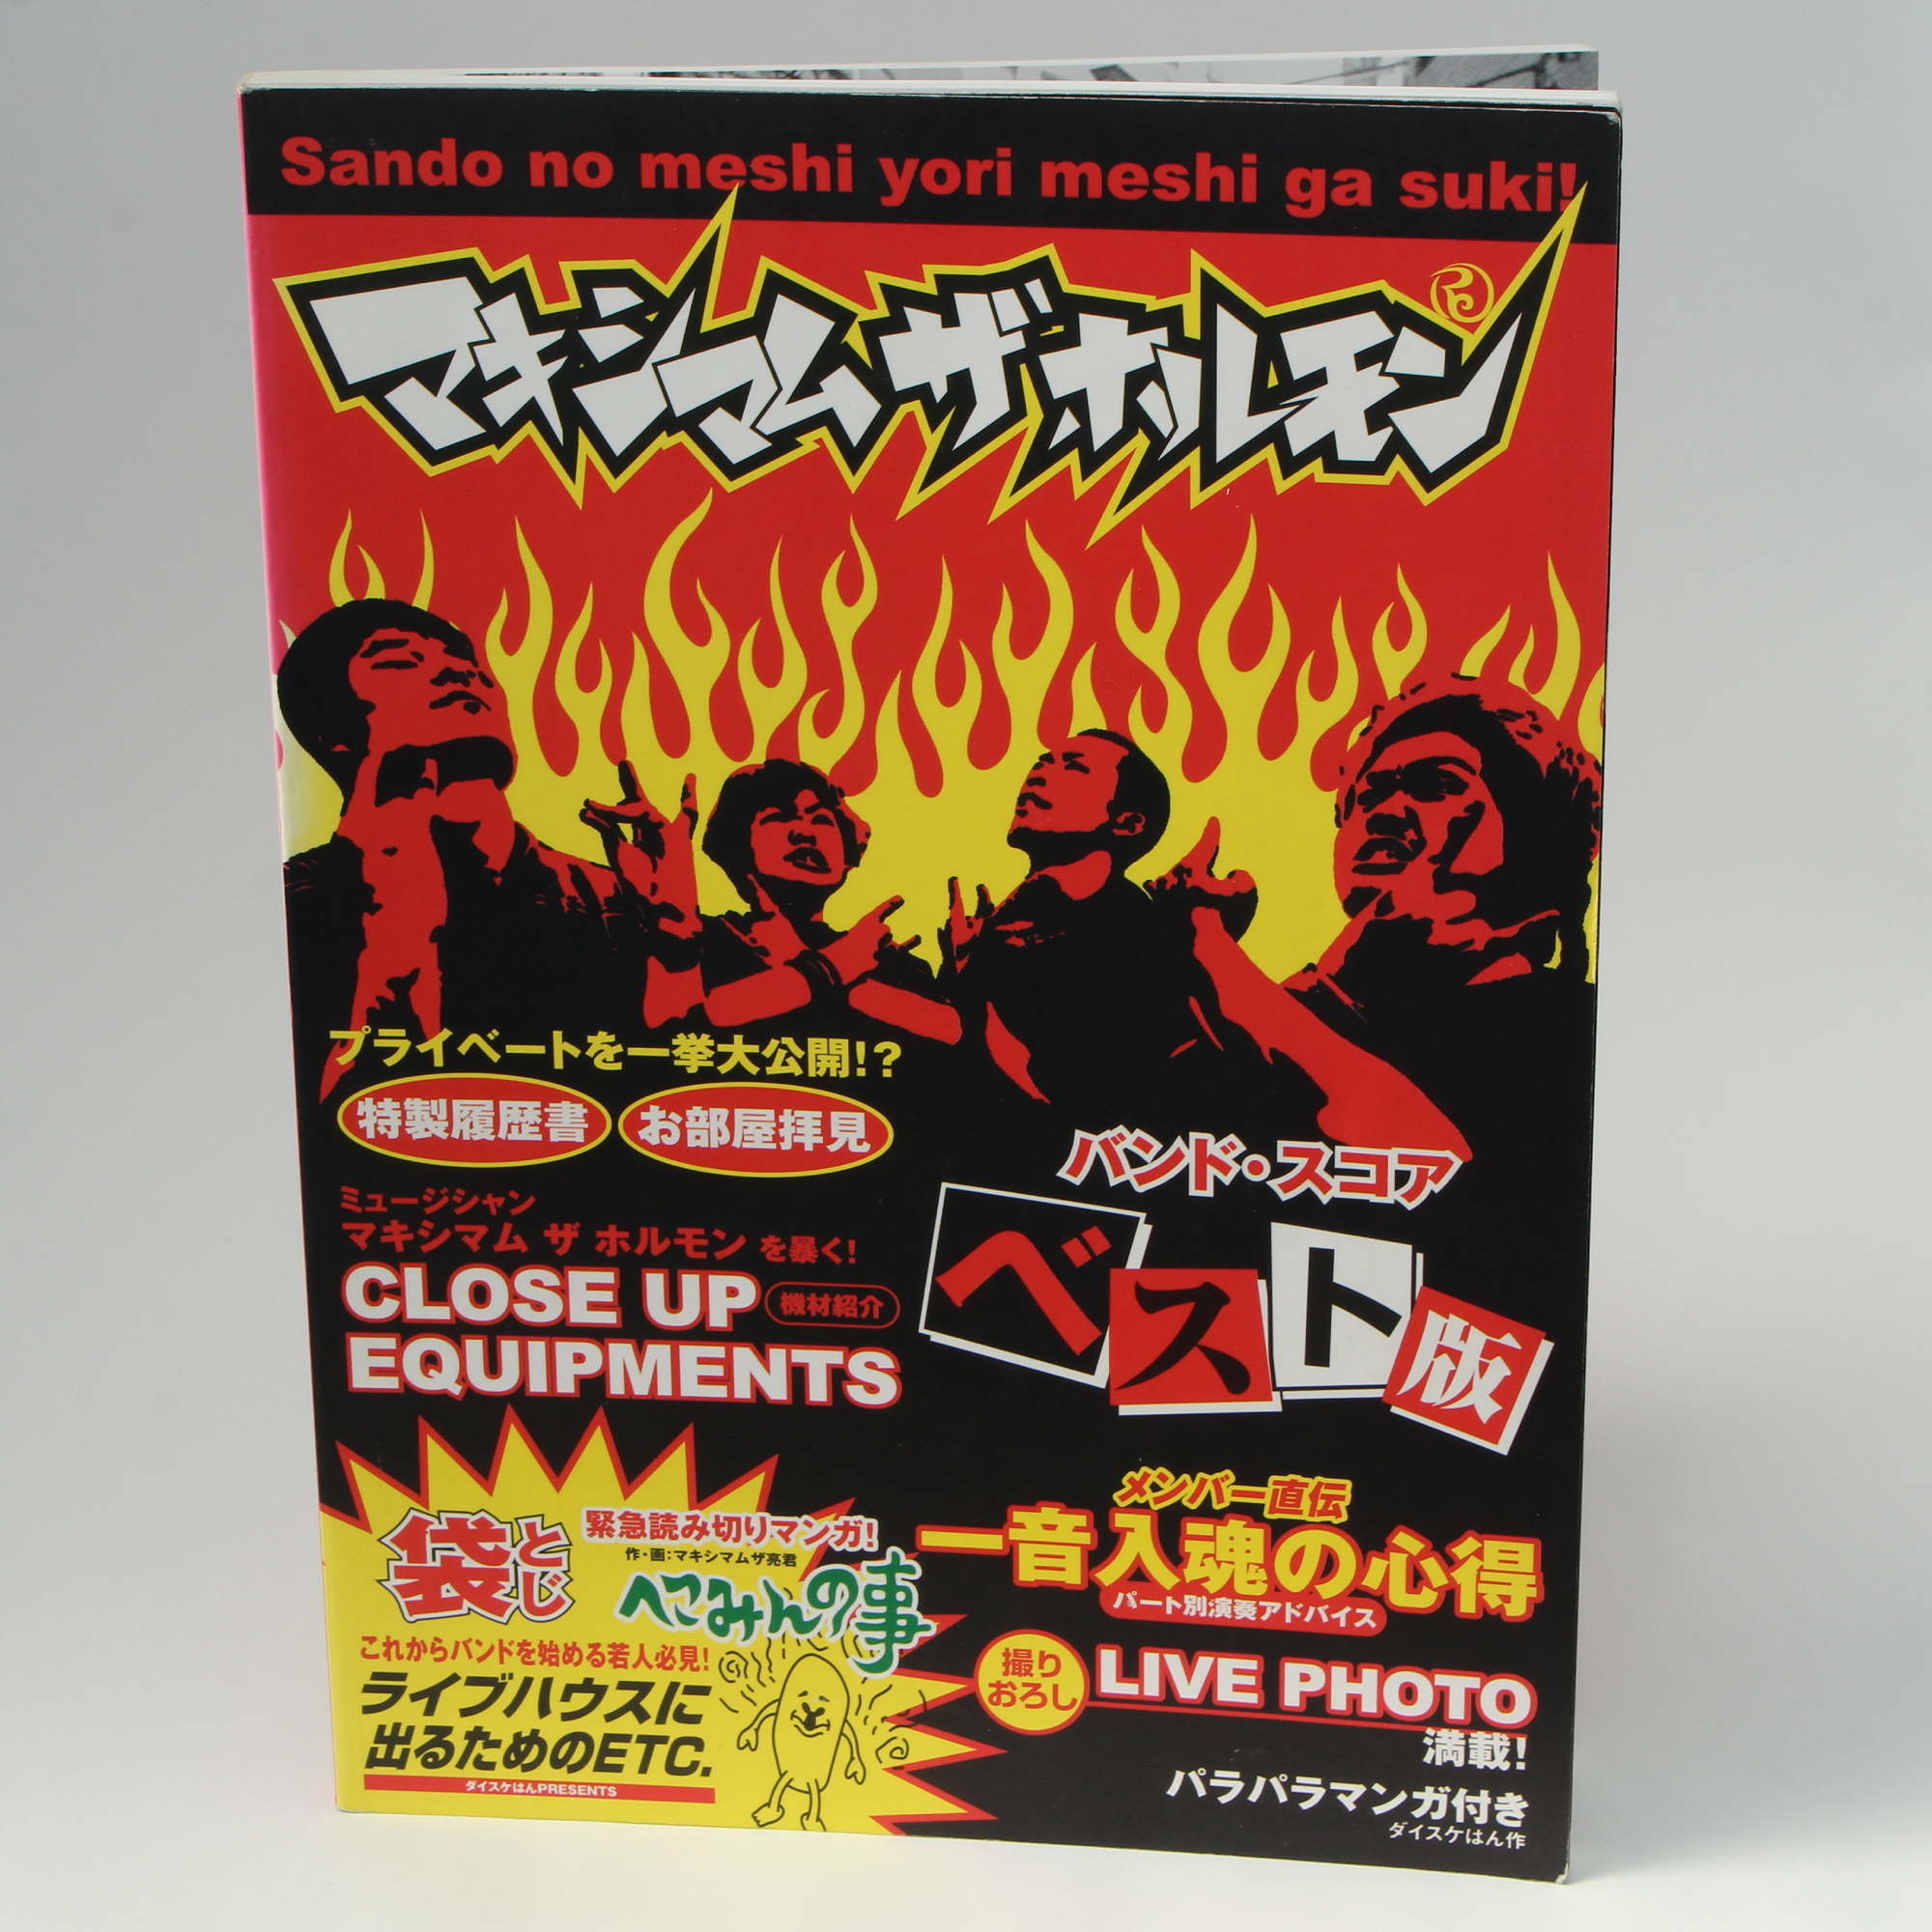 Sando no meshi yori meshi ga suki!
マキシマム ザ ホルモン
プライベートを一挙大公開!?
特製履歴書
お部屋拝見
ミュージシャン
マキシマム ザ ホルモン を暴く!
CLOSE UP
機材紹介
EQUIPMENTS
バンド・スコア
ベスト版
袋とじ
緊急読み切りマンガ!
作・画:マキシマムザ亮君
へこみんの事
これからバンドを始める若人必見!
ライブハウスに
出るためのETC.
ダイスケはんPRESENTS
メンバー直伝
一音入魂の心得
パート別演奏アドバイス
撮り
おろし
LIVE PHOTO
満載!
パラパラマンガ付き
ダイスケはん作